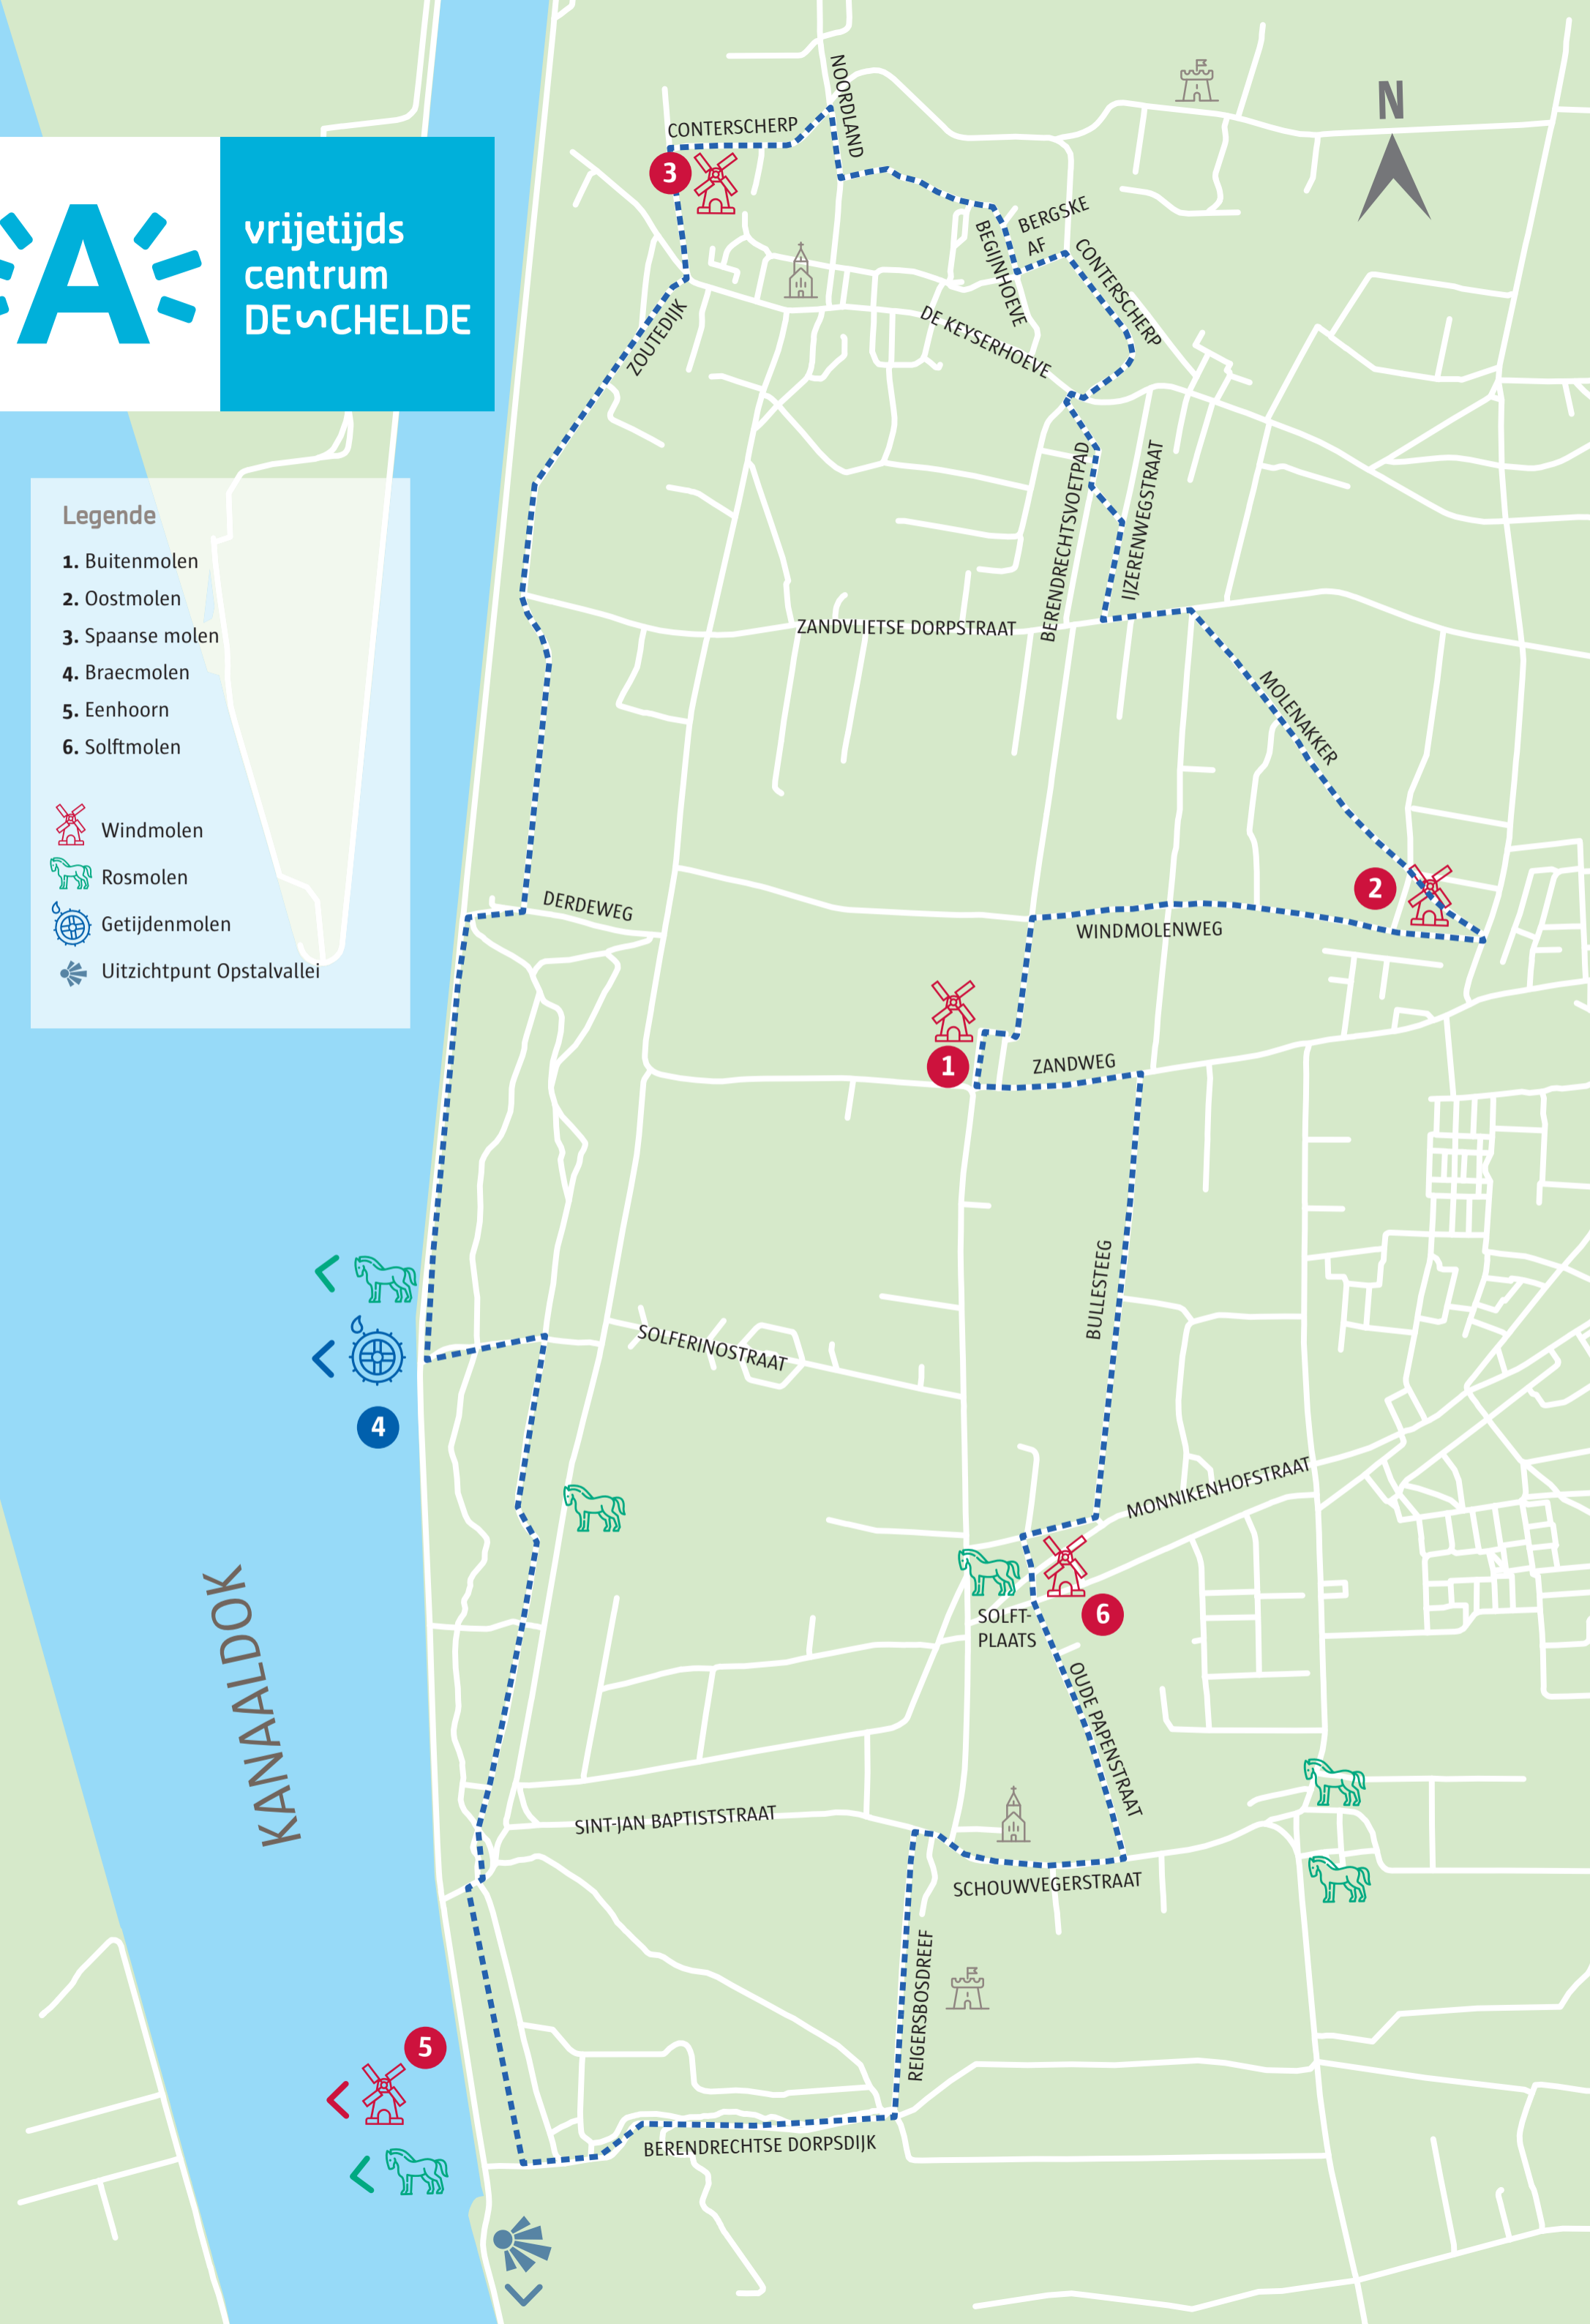 A
vrijetijds
centrum
DE SCHELDE
Legende
1. Buitenmolen
2. Oostmolen
3. Spaanse molen
4. Braecmolen
5. Eenhoorn
6. Solftmolen
Windmolen
Rosmolen
Getijdenmolen
Uitzichtpunt Opstalvallei
N
NOORDLAND
CONTERSCHERP
3
BERGSKE
AF
BEGIJNHOEVE
CONTERSCHERP
ZOUTEDIJK
DE KEYSERHOEVE
BERENDRECHTSVOETPAD
IJZERENWEGSTRAAT
ZANDVLIETSE DORPSTRAAT
MOLENAKKER
2
DERDEWEG
WINDMOLENWEG
1
ZANDWEG
BULLESTEEG
SOLFERINOSTRAAT
4
MONNIKENHOFSTRAAT
KANAALDOK
SOLFT-
PLAATS
6
OUDE PAPENSTRAAT
SINT-JAN BAPTISTSTRAAT
SCHOUWVEGERSTRAAT
REIGERSBOSDREEF
5
BERENDRECHTSE DORPSDIJK